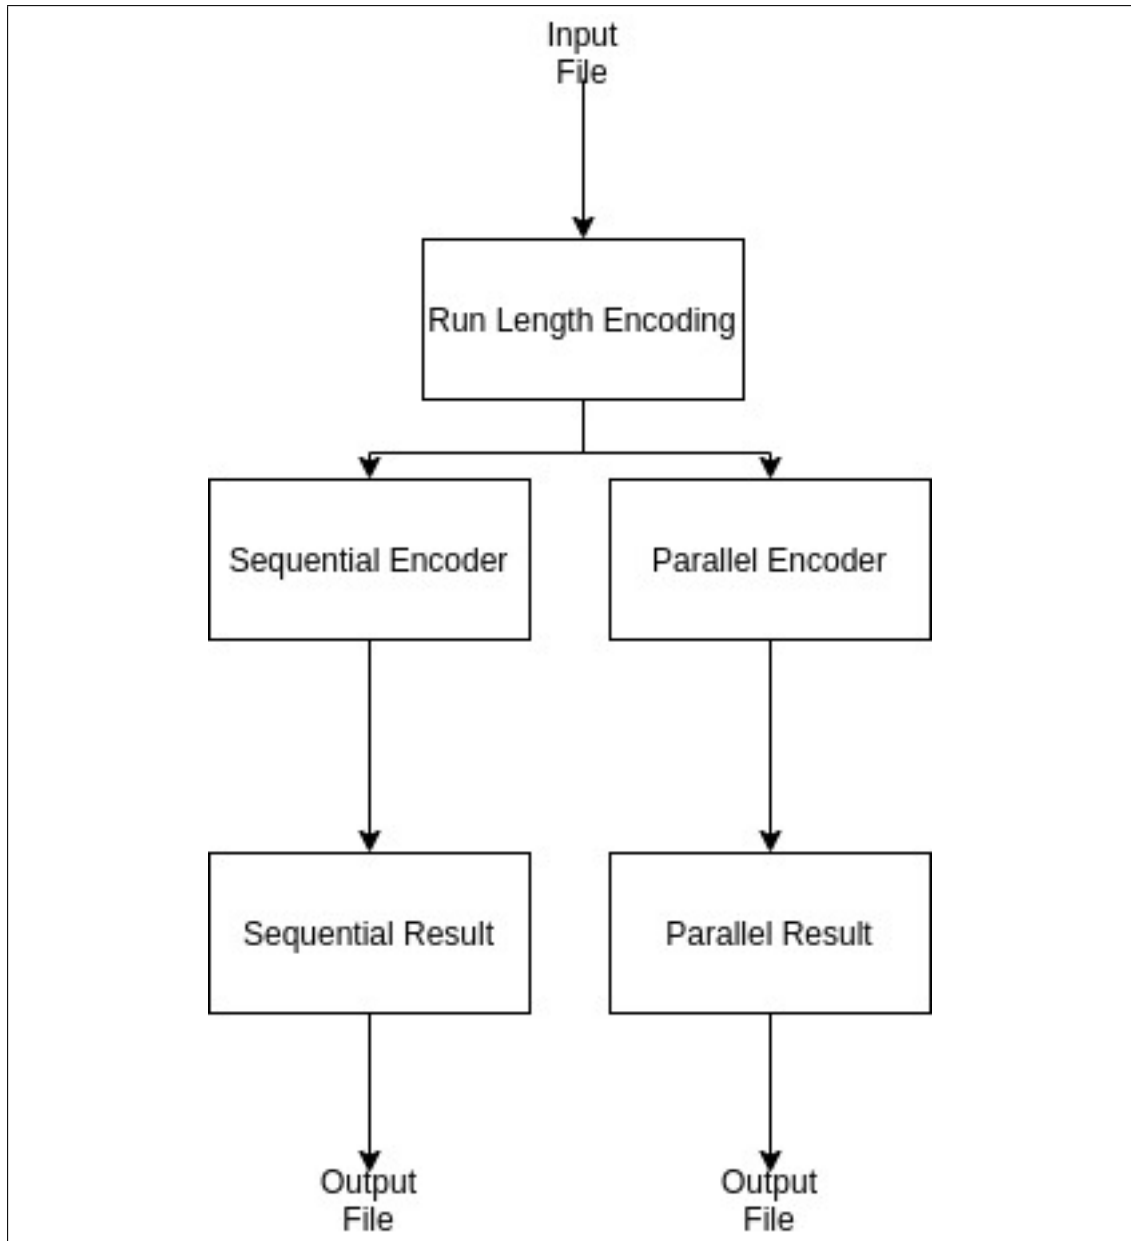 Input
File
Run Length Encoding
Sequential Encoder
Parallel Encoder
Sequential Result
Parallel Result
Output
File
Output
File